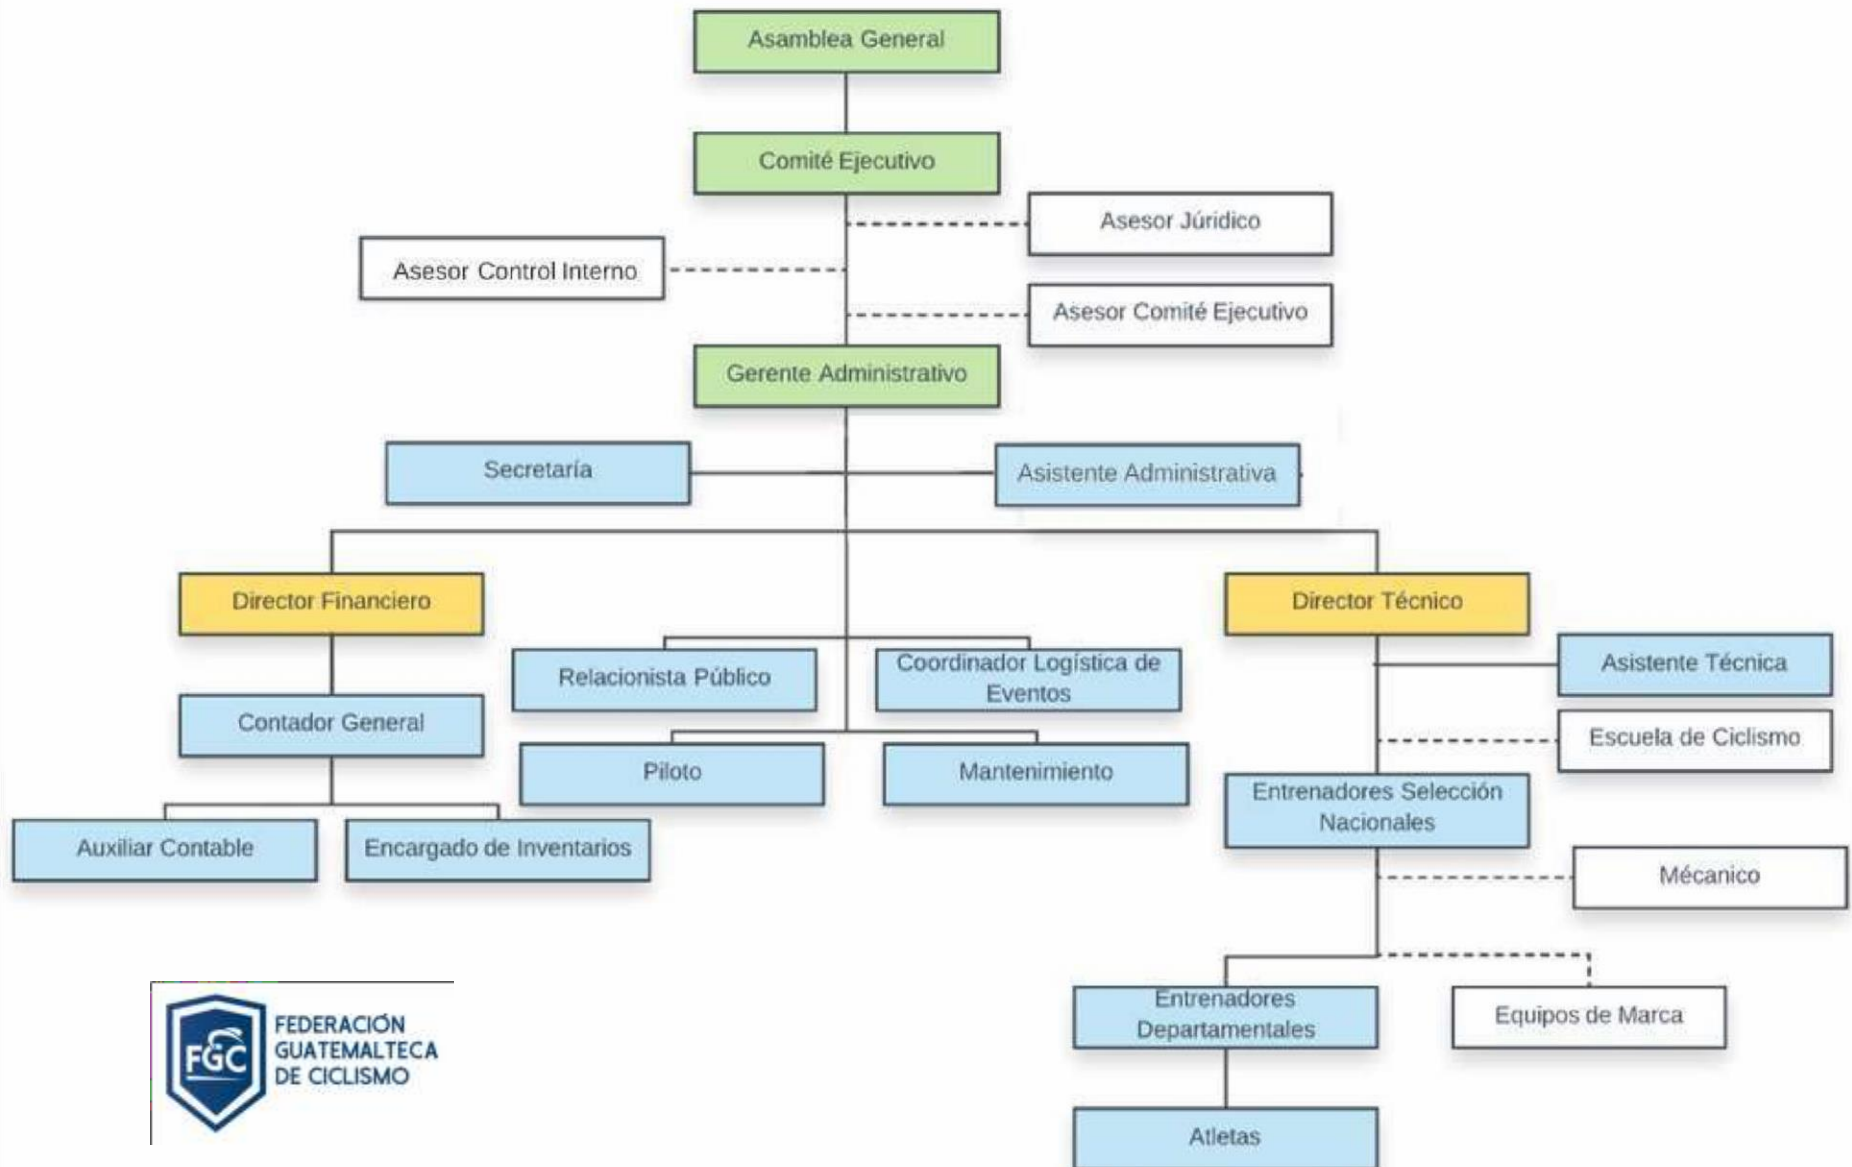 Asamblea General
Comité Ejecutivo
Asesor Júridico
Asesor Control Interno
Asesor Comité Ejecutivo
Gerente Administrativo
Secretaría
Asistente Administrativa
Director Financiero
Director Técnico
Relacionista Público
Coordinador Logística de
Eventos
Asistente Técnica
Contador General
Escuela de Ciclismo
Piloto
Mantenimiento
Entrenadores Selección
Nacionales
Auxiliar Contable
Encargado de Inventarios
Mécanico
Entrenadores
Departamentales
Equipos de Marca
Atletas
FGC
FEDERACIÓN
GUATEMALTECA
DE CICLISMO